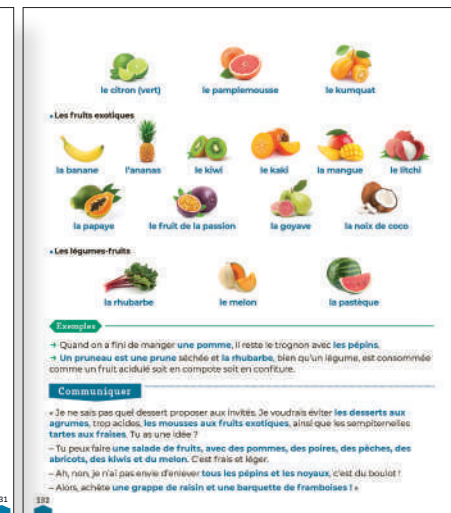 le citron (vert) le pamplemousse le kumquat
• Les fruits exotiques
la banane l'ananas le kiwi le kaki la mangue le litchi
la papaye le fruit de la passion la goyave la noix de coco
• Les légumes-fruits
la rhubarbe le melon la pastèque
Exemples
→ Quand on a fini de manger une pomme, il reste le trognon avec les pépins.
→ Un pruneau est une prune séchée et la rhubarbe, bien qu'un légume, est consommée
comme un fruit acidulé soit en compote soit en confiture.
Communiquer
« Je ne sais pas quel dessert proposer aux invités. Je voudrais éviter les desserts aux
agrumes, trop acides, les mousses aux fruits exotiques, ainsi que les sempiternelles
tartes aux fraises. Tu as une idée ?
– Tu peux faire une salade de fruits, avec des pommes, des poires, des pêches, des
abricots, des kiwis et du melon. C'est frais et léger.
– Ah, non, je n'ai pas envie d'enlever tous les pépins et les noyaux, c'est du boulot !
– Alors, achète une grappe de raisin et une barquette de framboises ! »
31
132